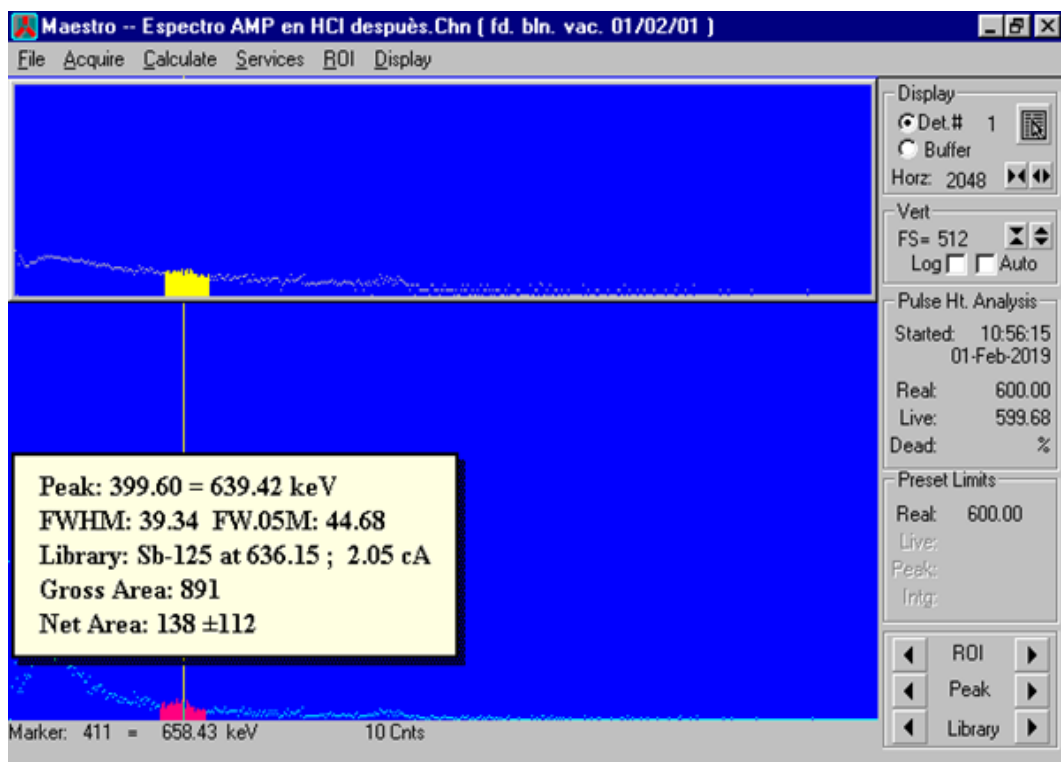 Maestro -- Espectro AMP en HCl despuès.Chn ( fd. bln. vac. 01/02/01 )
File Acquire Calculate Services ROI Display
Display
Det.# 1
Buffer
Horz: 2048
Vert
FS= 512
Log Auto
Pulse Ht. Analysis
Started: 10:56:15
01-Feb-2019
Real: 600.00
Live: 599.68
Dead: %
Preset Limits
Real: 600.00
Live:
Peak:
Intg:
ROI
Peak
Library
Peak: 399.60 = 639.42 keV
FWHM: 39.34 FW.05M: 44.68
Library: Sb-125 at 636.15 ; 2.05 cA
Gross Area: 891
Net Area: 138 ±112
Marker: 411 = 658.43 keV 10 Cnts